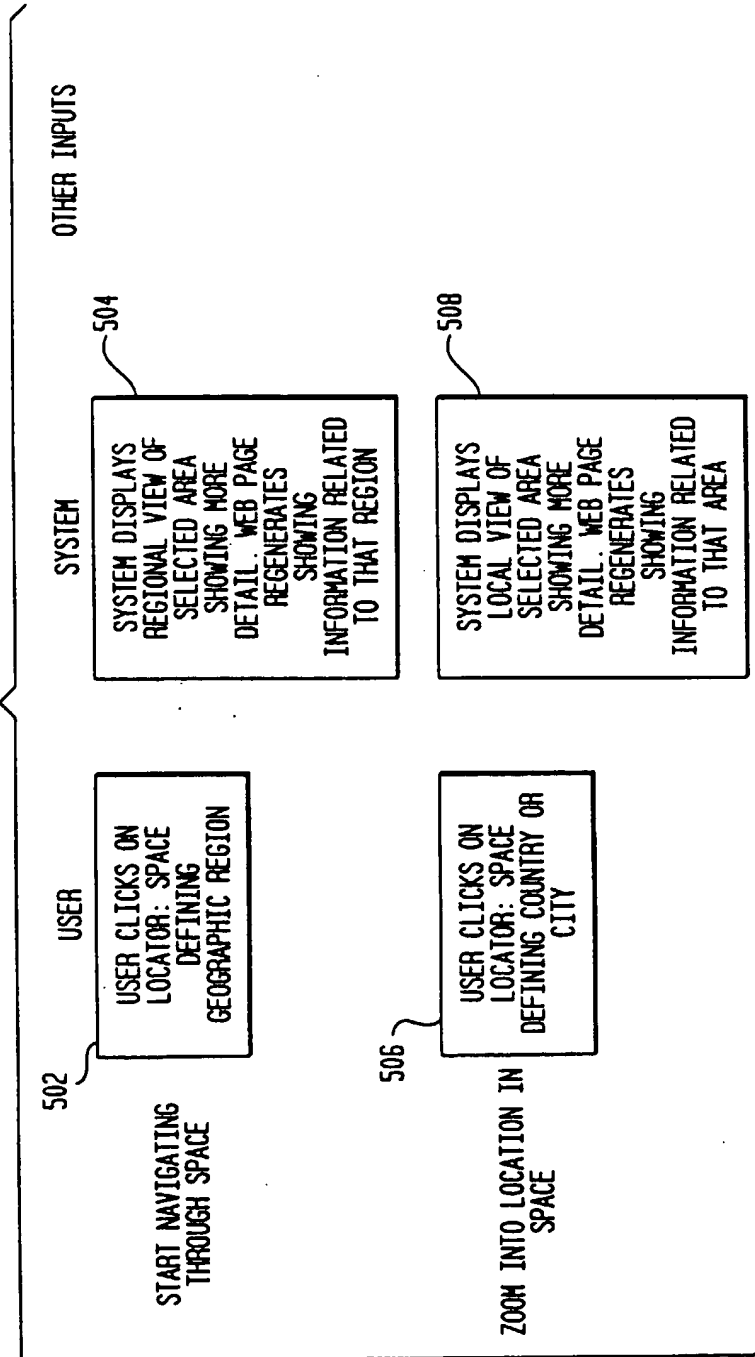 USER
SYSTEM
OTHER INPUTS
START NAVIGATING
THROUGH SPACE
502
USER CLICKS ON
LOCATOR: SPACE
DEFINING
GEOGRAPHIC REGION
504
SYSTEM DISPLAYS
REGIONAL VIEW OF
SELECTED AREA
SHOWING MORE
DETAIL. WEB PAGE
REGENERATES
SHOWING
INFORMATION RELATED
TO THAT REGION
ZOOM INTO LOCATION IN
SPACE
506
USER CLICKS ON
LOCATOR: SPACE
DEFINING COUNTRY OR
CITY
508
SYSTEM DISPLAYS
LOCAL VIEW OF
SELECTED AREA
SHOWING MORE
DETAIL. WEB PAGE
REGENERATES
SHOWING
INFORMATION RELATED
TO THAT AREA